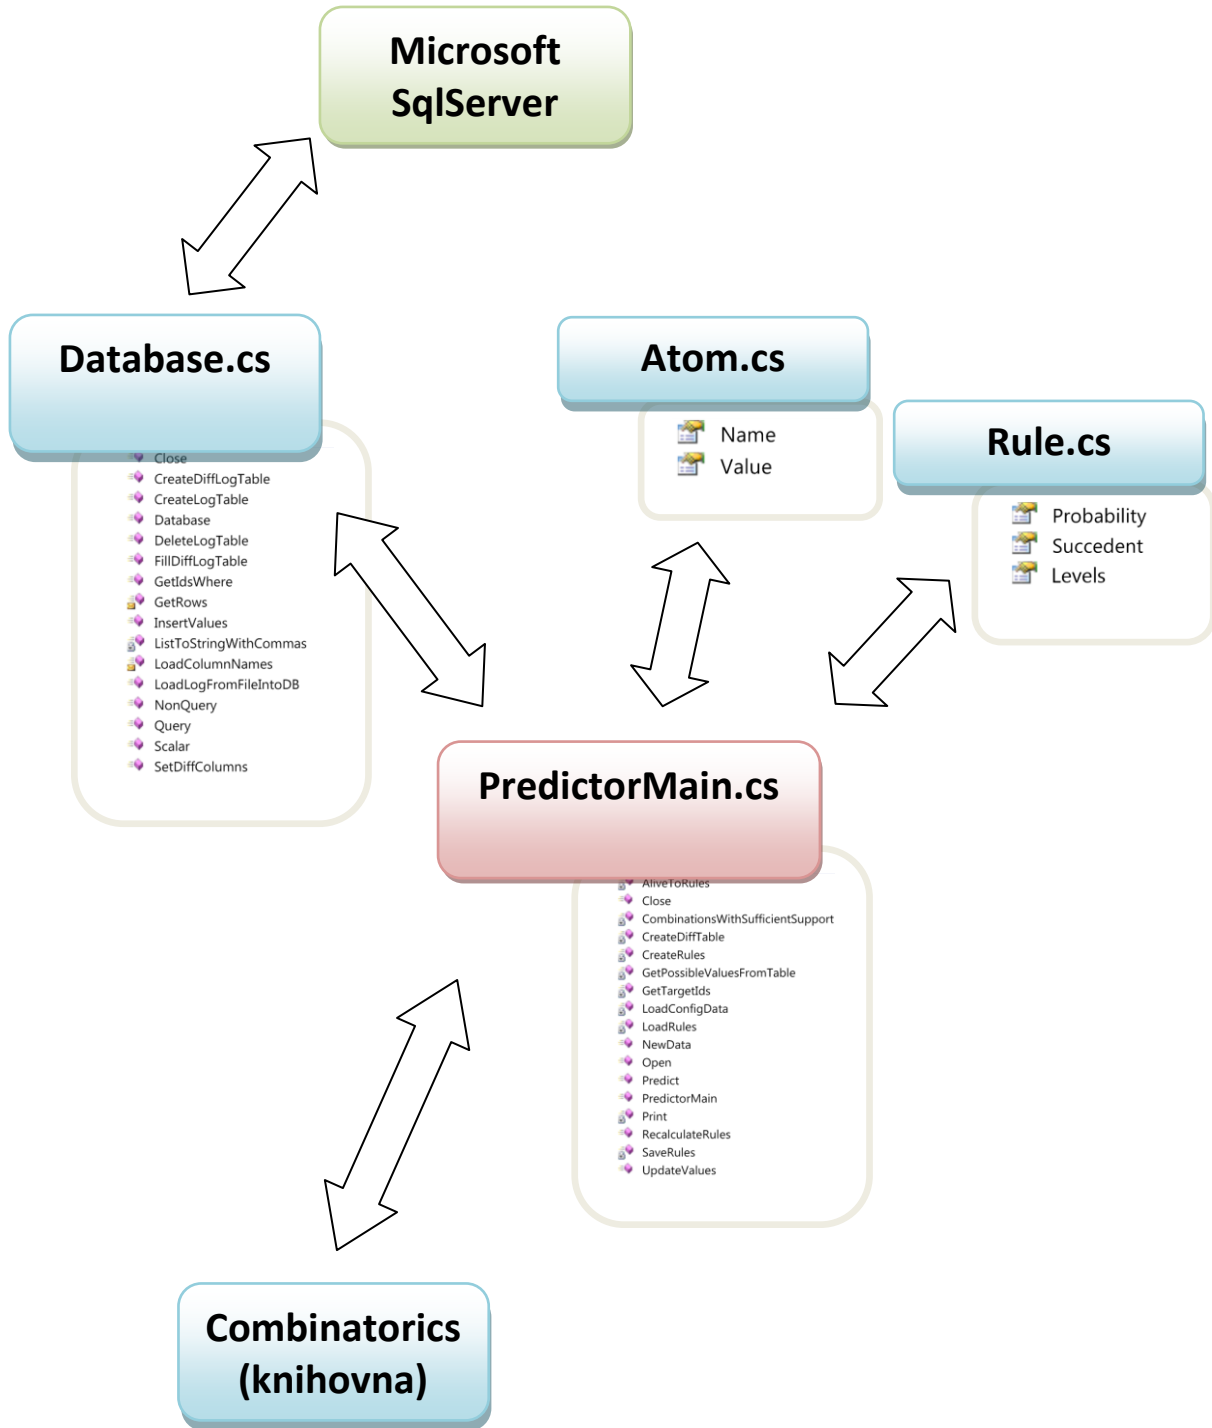 Microsoft
SqlServer
Database.cs
Close
CreateDiffLogTable
CreateLogTable
Database
DeleteLogTable
FillDiffLogTable
GetIdsWhere
GetRows
InsertValues
ListToStringWithCommas
LoadColumnNames
LoadLogFromFileIntoDB
NonQuery
Query
Scalar
SetDiffColumns
Atom.cs
Name
Value
Rule.cs
Probability
Succedent
Levels
PredictorMain.cs
AliveToRules
Close
CombinationsWithSufficientSupport
CreateDiffTable
CreateRules
GetPossibleValuesFromTable
GetTargetIds
LoadConfigData
LoadRules
NewData
Open
Predict
PredictorMain
Print
RecalculateRules
SaveRules
UpdateValues
Combinatorics
(knihovna)